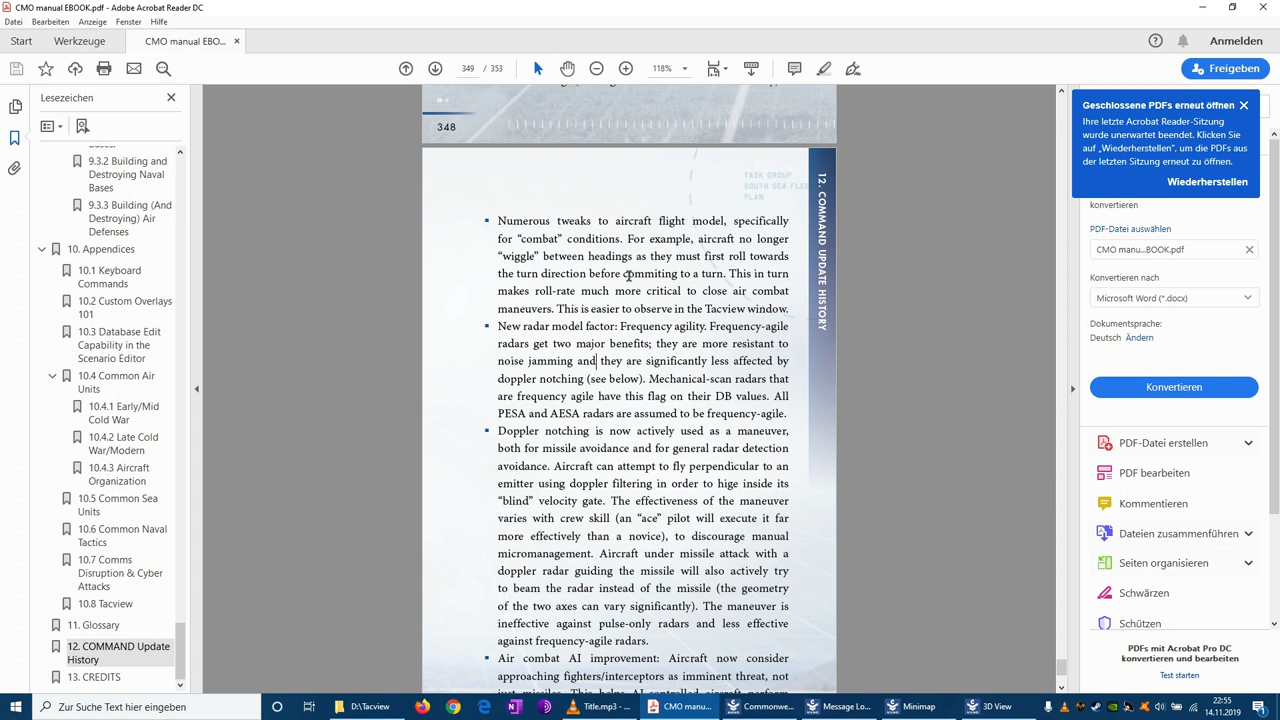 CMO manual EBOOK.pdf - Adobe Acrobat Reader DC
Datei Bearbeiten Anzeige Fenster Hilfe
Start Werkzeuge CMO manual EBO... × Anmelden
349 / 353 118% Freigeben
Lesezeichen
9.3.2 Building and
Destroying Naval
Bases
9.3.3 Building (And
Destroying) Air
Defenses
10. Appendices
10.1 Keyboard
Commands
10.2 Custom Overlays
101
10.3 Database Edit
Capability in the
Scenario Editor
10.4 Common Air
Units
10.4.1 Early/Mid
Cold War
10.4.2 Late Cold
War/Modern
10.4.3 Aircraft
Organization
10.5 Common Sea
Units
10.6 Common Naval
Tactics
10.7 Comms
Disruption & Cyber
Attacks
10.8 Tacview
11. Glossary
12. COMMAND Update
History
13. CREDITS
348
TASK GROUP
SOUTH SEA
PLAN
12. COMMAND UPDATE HISTORY
▪ Numerous tweaks to aircraft flight model, specifically
for “combat” conditions. For example, aircraft no longer
“wiggle” between headings as they must first roll towards
the turn direction before commiting to a turn. This in turn
makes roll-rate much more critical to close air combat
maneuvers. This is easier to observe in the Tacview window.
▪ New radar model factor: Frequency agility. Frequency-agile
radars get two major benefits; they are more resistant to
noise jamming and they are significantly less affected by
doppler notching (see below). Mechanical-scan radars that
are frequency agile have this flag on their DB values. All
PESA and AESA radars are assumed to be frequency-agile.
▪ Doppler notching is now actively used as a maneuver,
both for missile avoidance and for general radar detection
avoidance. Aircraft can attempt to fly perpendicular to an
emitter using doppler filtering in order to hige inside its
“blind” velocity gate. The effectiveness of the maneuver
varies with crew skill (an “ace” pilot will execute it far
more effectively than a novice), to discourage manual
micromanagement. Aircraft under missile attack with a
doppler radar guiding the missile will also actively try
to beam the radar instead of the missile (the geometry
of the two axes can vary significantly). The maneuver is
ineffective against pulse-only radars and less effective
against frequency-agile radars.
▪ Air combat AI improvement: Aircraft now consider
approaching fighters/interceptors as imminent threat, not
just missiles. This helps AI-controlled aircraft perform
Geschlossene PDFs erneut öffnen
Ihre letzte Acrobat Reader-Sitzung
wurde unerwartet beendet. Klicken Sie
auf „Wiederherstellen“, um die PDFs aus
der letzten Sitzung erneut zu öffnen.
Wiederherstellen
konvertieren
PDF-Datei auswählen
CMO manu...BOOK.pdf
Konvertieren nach
Microsoft Word (*.docx)
Dokumentsprache:
Deutsch Ändern
Konvertieren
PDF-Datei erstellen
PDF bearbeiten
Kommentieren
Dateien zusammenführen
Seiten organisieren
Schwärzen
Schützen
PDFs mit Acrobat Pro DC
konvertieren und bearbeiten
Test starten
Zur Suche Text hier eingeben
D:\Tacview
Title.mp3 - ...
CMO manu...
Commonwe...
Message Lo...
Minimap
3D View
22:55
14.11.2019